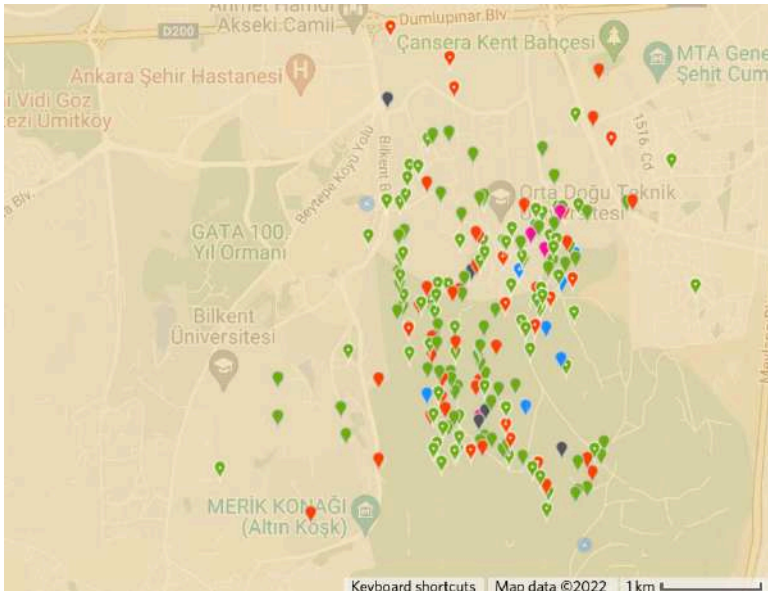 Ahmet Hamdi
Akseki Camii
Dumlupınar Blv
D200
Çansera Kent Bahçesi
MTA Gene
Şehit Cum
Ankara Şehir Hastanesi
i Vidi Göz
ezi Umitköy
Bilkent B
Beytepe Köyü Yolu
1516. Cd
a Blv.
Orta Doğu Teknik
Üniversitesi
GATA 100.
Yıl Ormanı
Bilkent
Üniversitesi
MERİK KONAĞI
(Altın Köşk)
Keyboard shortcuts
Map data ©2022
1 km